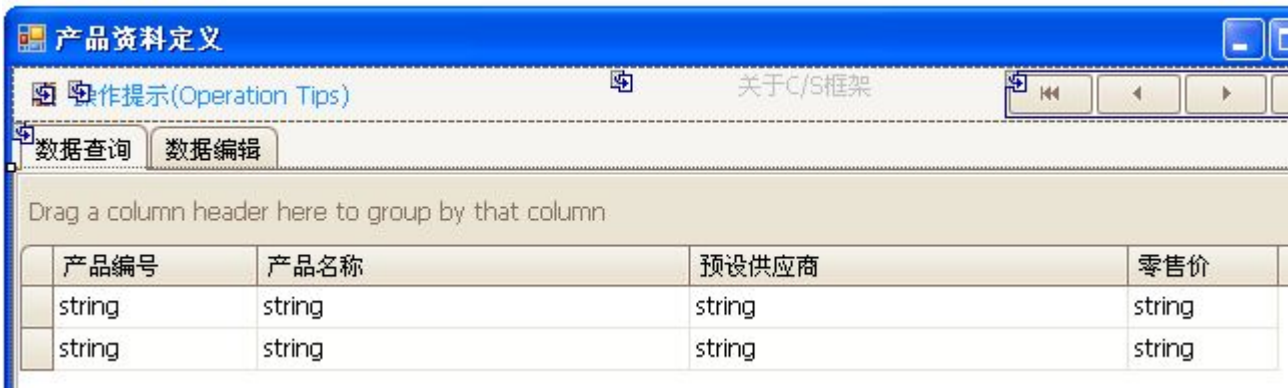 产品资料定义
操作提示(Operation Tips)
关于C/S框架
数据查询 数据编辑
Drag a column header here to group by that column
产品编号 产品名称 预设供应商 零售价
string string string string
string string string string